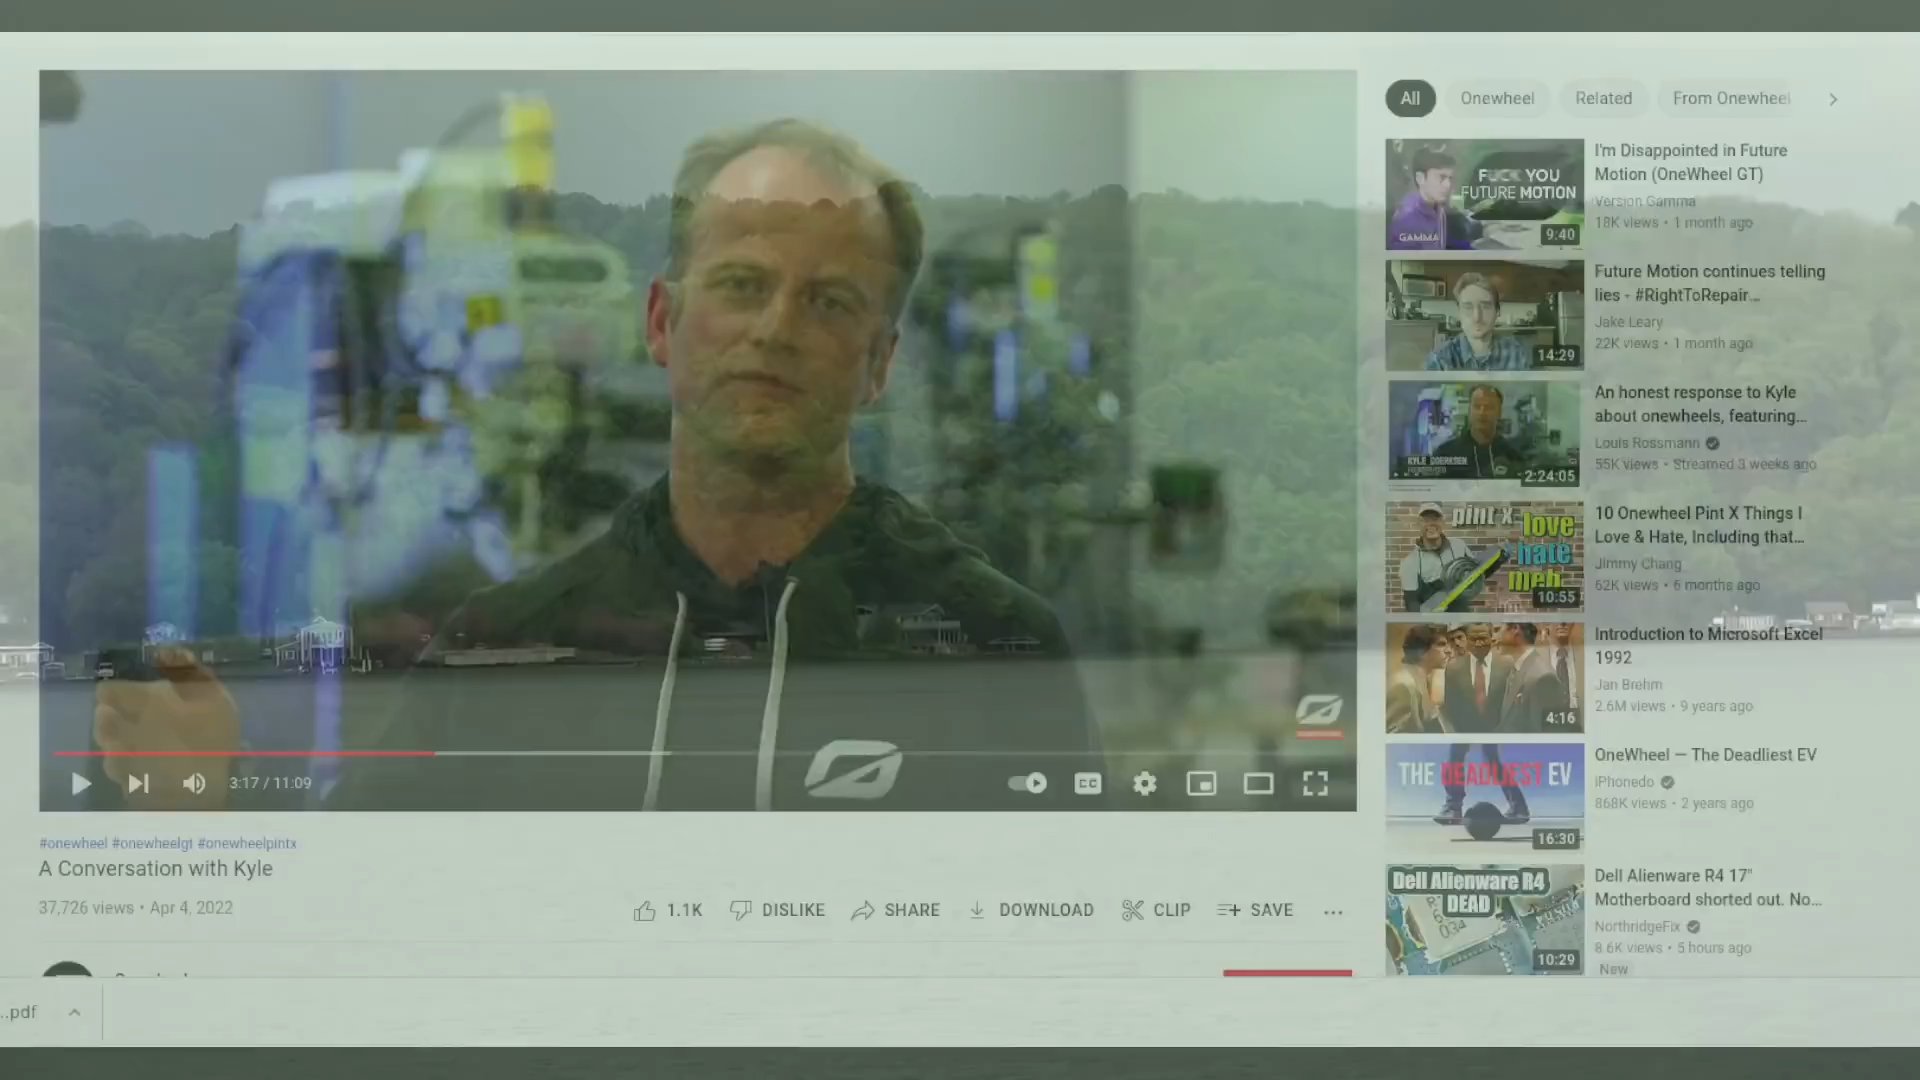 All
Onewheel
Related
From Onewheel
FUCK YOU
FUTURE MOTION
GAMMA
9:40
I'm Disappointed in Future
Motion (OneWheel GT)
Version Gamma
18K views • 1 month ago
14:29
Future Motion continues telling
lies - #RightToRepair...
Jake Leary
22K views • 1 month ago
KYLE DOERKSEN
2:24:05
An honest response to Kyle
about onewheels, featuring...
Louis Rossmann
55K views • Streamed 3 weeks ago
pint x love
hate
meh
10:55
10 Onewheel Pint X Things I
Love & Hate, Including that...
Jimmy Chang
62K views • 6 months ago
4:16
Introduction to Microsoft Excel
1992
Jan Brehm
2.6M views • 9 years ago
THE DEADLIEST EV
16:30
OneWheel — The Deadliest EV
iPhonedo
868K views • 2 years ago
Dell Alienware R4
DEAD
10:29
Dell Alienware R4 17"
Motherboard shorted out. No...
NorthridgeFix
8.6K views • 5 hours ago
New
3:17 / 11:09
CC
#onewheel #onewheelgt #onewheelpintx
A Conversation with Kyle
37,726 views • Apr 4, 2022
1.1K
DISLIKE
SHARE
DOWNLOAD
CLIP
SAVE
...
...pdf